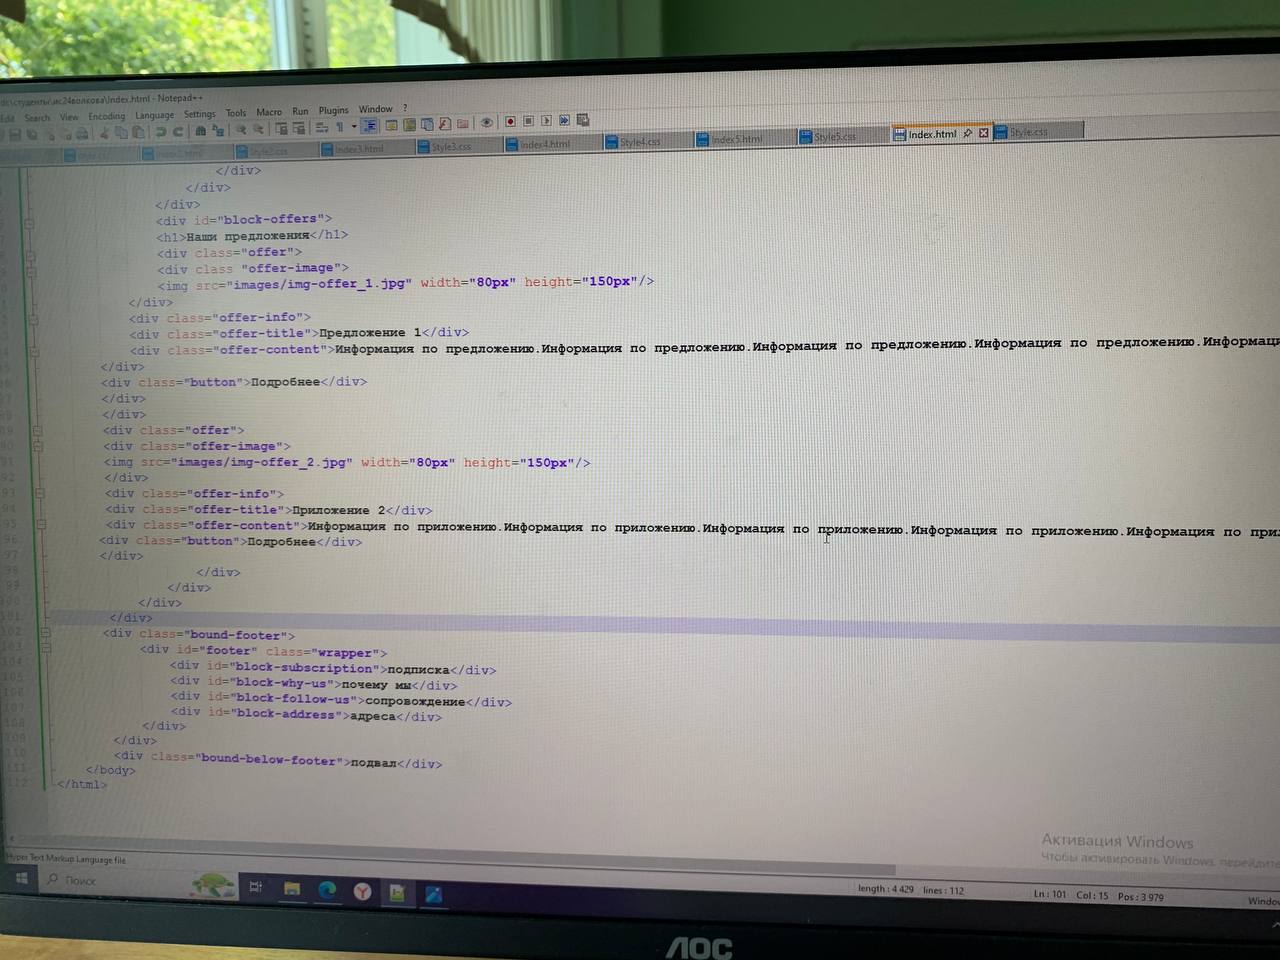 dc\студенты\ис24волкова\Index.html - Notepad++
Edit Search View Encoding Language Settings Tools Macro Run Plugins Window ?
Style2.css Index3.html Style3.css Index4.html Style4.css Index5.html Style5.css Index.html Style.css
</div>
</div>
</div>
<div id="block-offers">
<h1>Наши предложения</h1>
<div class="offer">
<div class "offer-image">
<img src="images/img-offer_1.jpg" width="80px" height="150px"/>
</div>
<div class="offer-info">
<div class="offer-title">Предложение 1</div>
<div class="offer-content">Информация по предложению.Информация по предложению.Информация по предложению.Информация по предложению.Информаци
</div>
<div class="button">Подробнее</div>
</div>
</div>
<div class="offer">
<div class="offer-image">
<img src="images/img-offer_2.jpg" width="80px" height="150px"/>
</div>
<div class="offer-info">
<div class="offer-title">Приложение 2</div>
<div class="offer-content">Информация по приложению.Информация по приложению.Информация по приложению.Информация по приложению.Информация по при
<div class="button">Подробнее</div>
</div>
</div>
</div>
</div>
</div>
<div class="bound-footer">
<div id="footer" class="wrapper">
<div id="block-subscription">подписка</div>
<div id="block-why-us">почему мы</div>
<div id="block-follow-us">сопровождение</div>
<div id="block-address">адреса</div>
</div>
</div>
<div class="bound-below-footer">подвал</div>
</body>
</html>
Активация Windows
Чтобы активировать Windows, перейдите
Hyper Text Markup Language file
length : 4 429 lines : 112
Ln : 101 Col : 15 Pos : 3 979
Window
Поиск
AOC